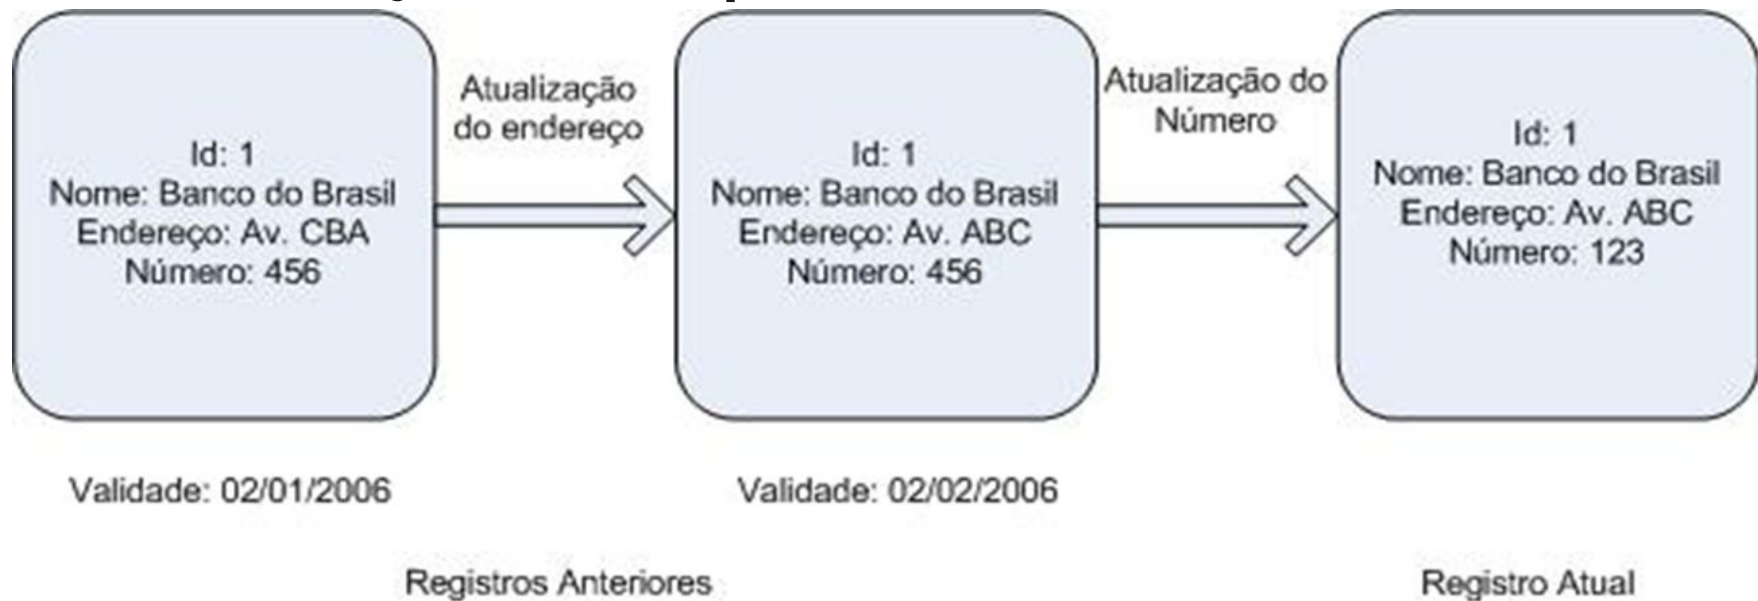 Id: 1
Nome: Banco do Brasil
Endereço: Av. CBA
Número: 456
Atualização
do endereço
Id: 1
Nome: Banco do Brasil
Endereço: Av. ABC
Número: 456
Atualização do
Número
Id: 1
Nome: Banco do Brasil
Endereço: Av. ABC
Número: 123
Validade: 02/01/2006
Validade: 02/02/2006
Registros Anteriores
Registro Atual